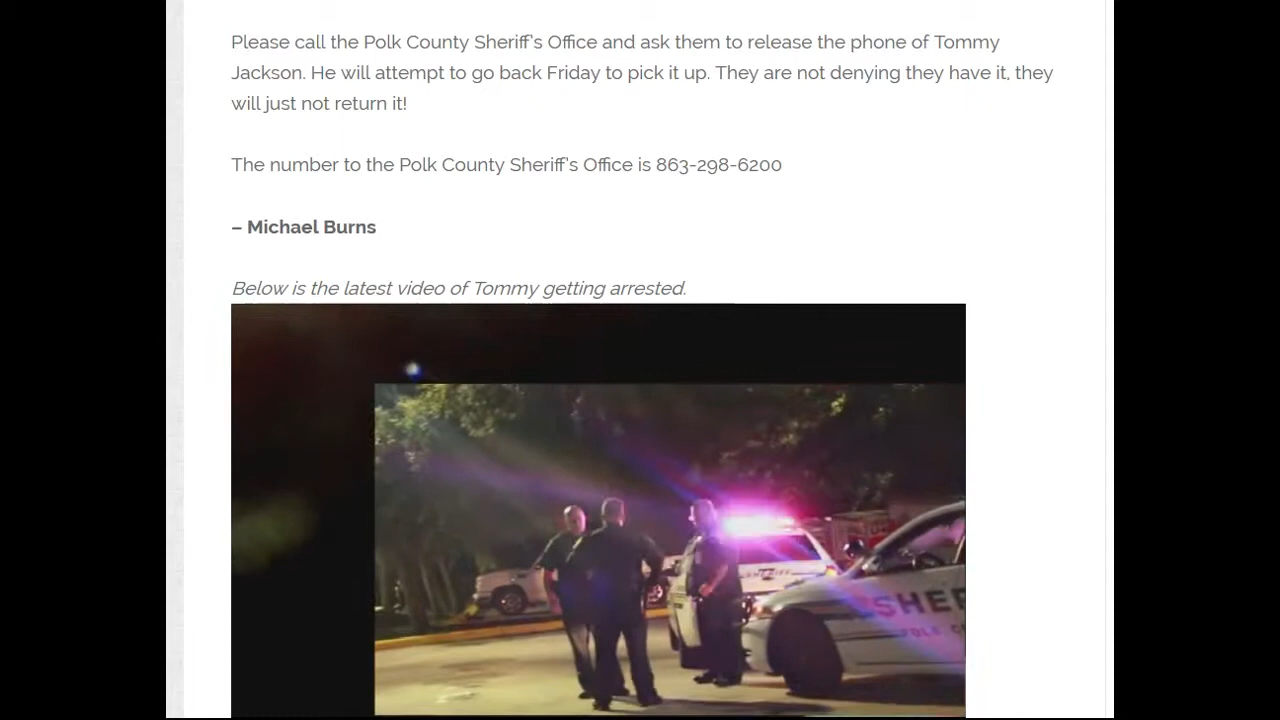 Please call the Polk County Sheriff's Office and ask them to release the phone of Tommy
Jackson. He will attempt to go back Friday to pick it up. They are not denying they have it, they
will just not return it!
The number to the Polk County Sheriff's Office is 863-298-6200
– Michael Burns
Below is the latest video of Tommy getting arrested.
SHERIFF
SHER
POLK C